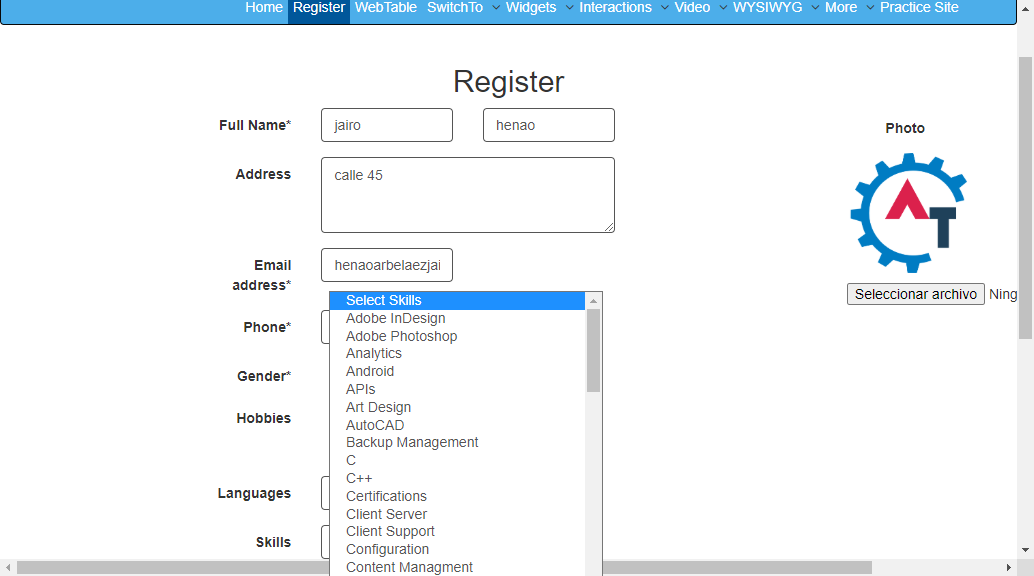 Home Register WebTable SwitchTo Widgets Interactions Video WYSIWYG More Practice Site
Register
Full Name* jairo henao
Photo
Address calle 45
AT
Email address* henaoarbelaezjai
Seleccionar archivo Ning
Select Skills
Adobe InDesign
Phone*
Adobe Photoshop
Analytics
Android
Gender*
APIs
Art Design
Hobbies
AutoCAD
Backup Management
C
C++
Languages
Certifications
Client Server
Client Support
Skills
Configuration
Content Managment